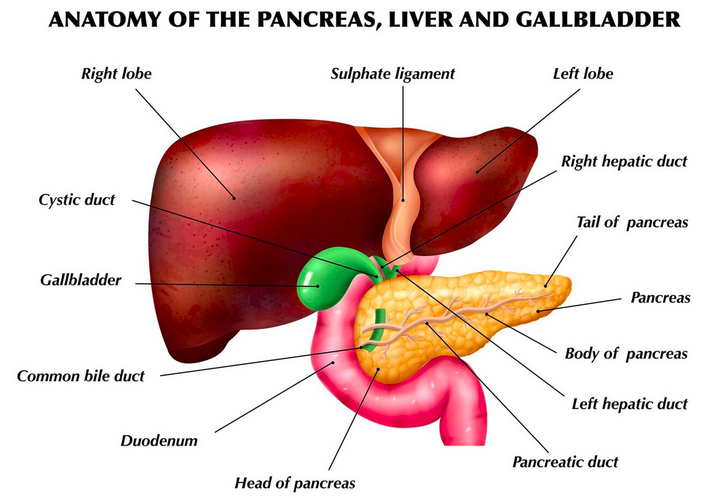 ANATOMY OF THE PANCREAS, LIVER AND GALLBLADDER
Right lobe
Sulphate ligament
Left lobe
Right hepatic duct
Cystic duct
Tail of pancreas
Gallbladder
Pancreas
Body of pancreas
Common bile duct
Left hepatic duct
Duodenum
Pancreatic duct
Head of pancreas